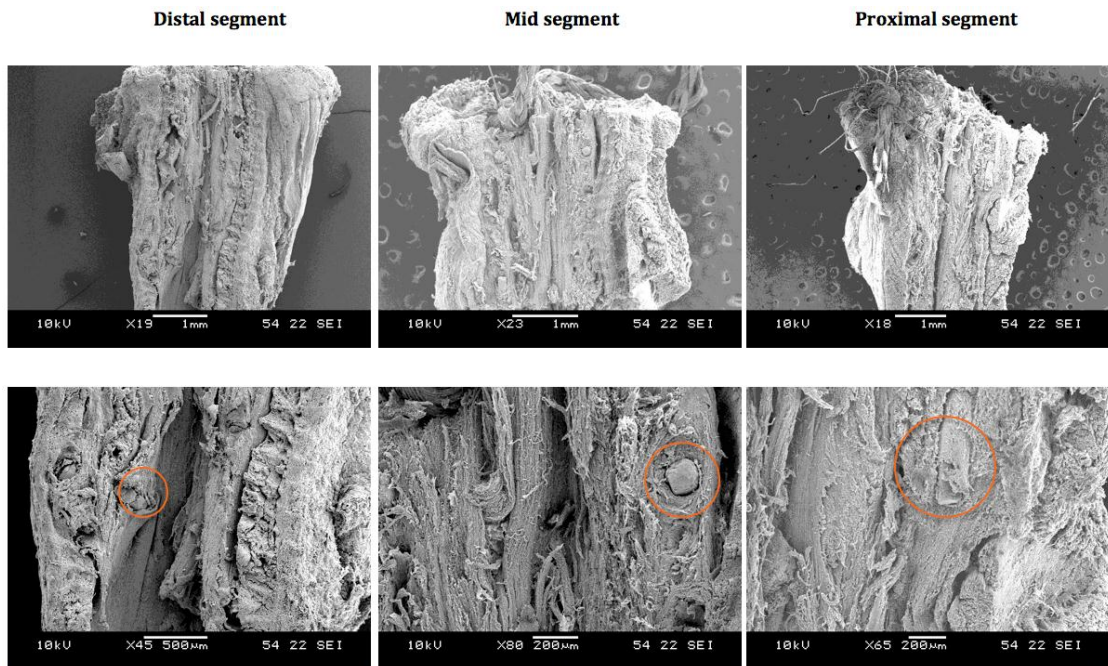 Distal segment
Mid segment
Proximal segment
10kV X19 1mm 54 22 SEI
10kV X23 1mm 54 22 SEI
10kV X18 1mm 54 22 SEI
10kV X45 500µm 54 22 SEI
10kV X80 200µm 54 22 SEI
10kV X65 200µm 54 22 SEI